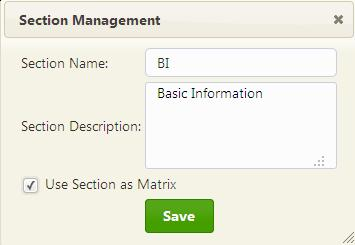 Section Management
Section Name: BI
Section Description: Basic Information
Use Section as Matrix
Save